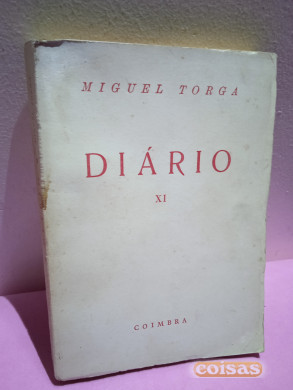 MIGUEL TORGA
DIÁRIO
XI
COIMBRA
coisas